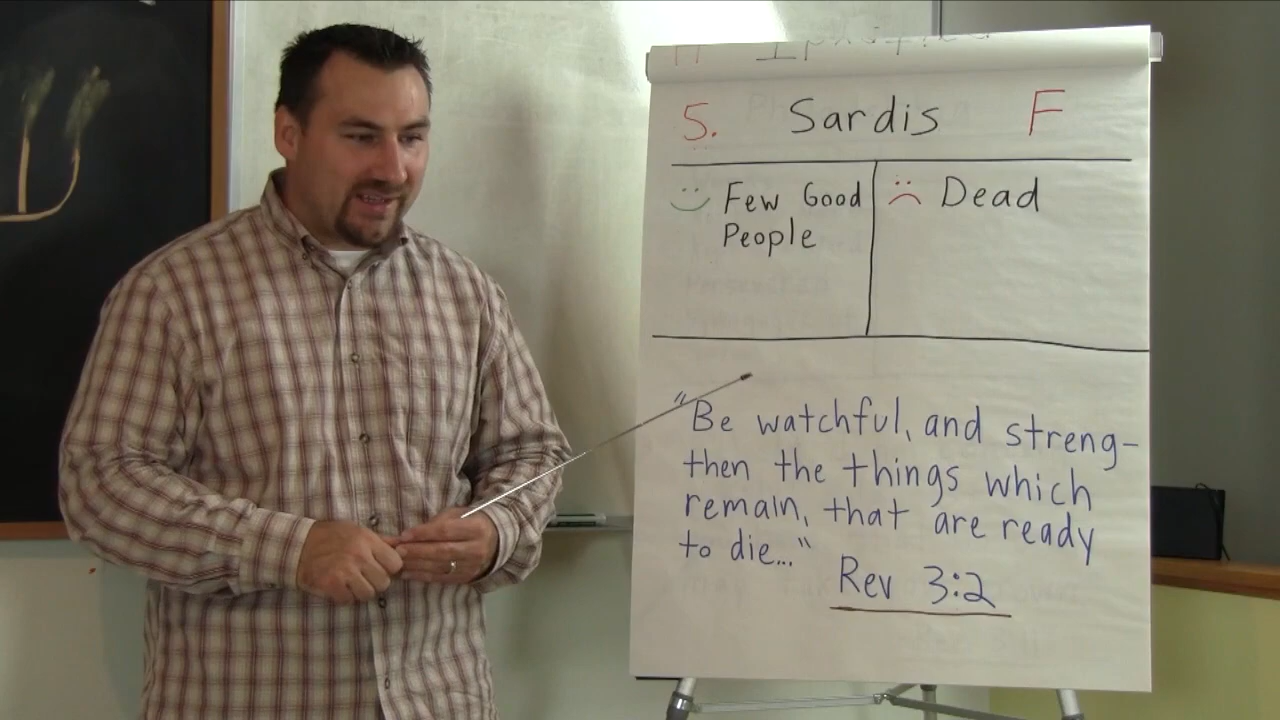 5. Sardis F
Few Good
People
Dead
"Be watchful, and streng-
then the things which
remain, that are ready
to die..."
Rev 3:2